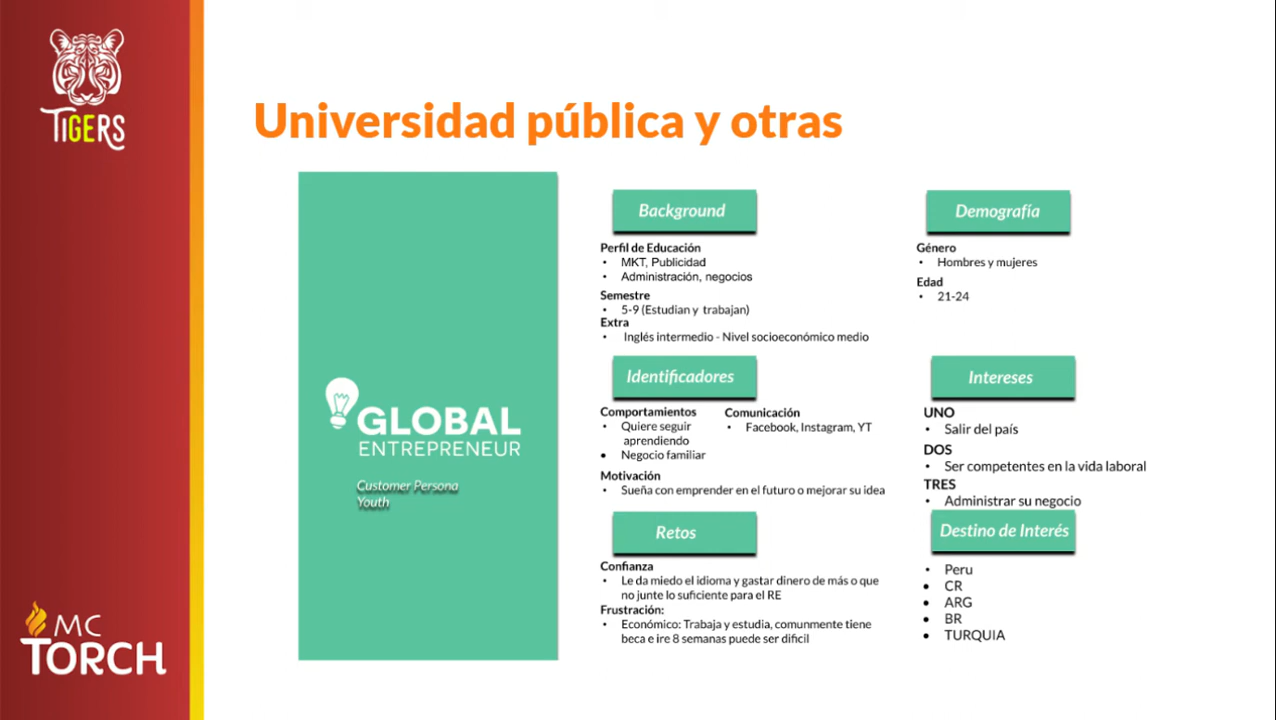 TIGERS
Universidad pública y otras
GLOBAL
ENTREPRENEUR
Customer Persona
Youth
Background
Perfil de Educación
• MKT, Publicidad
• Administración, negocios
Semestre
• 5-9 (Estudian y trabajan)
Extra
• Inglés intermedio - Nivel socioeconómico medio
Demografía
Género
• Hombres y mujeres
Edad
• 21-24
Identificadores
Comportamientos
• Quiere seguir
aprendiendo
• Negocio familiar
Comunicación
• Facebook, Instagram, YT
Motivación
• Sueña con emprender en el futuro o mejorar su idea
Intereses
UNO
• Salir del país
DOS
• Ser competentes en la vida laboral
TRES
• Administrar su negocio
Retos
Confianza
• Le da miedo el idioma y gastar dinero de más o que
no junte lo suficiente para el RE
Frustración:
• Económico: Trabaja y estudia, comunmente tiene
beca e ire 8 semanas puede ser dificil
Destino de Interés
• Peru
• CR
• ARG
• BR
• TURQUIA
MC
TORCH